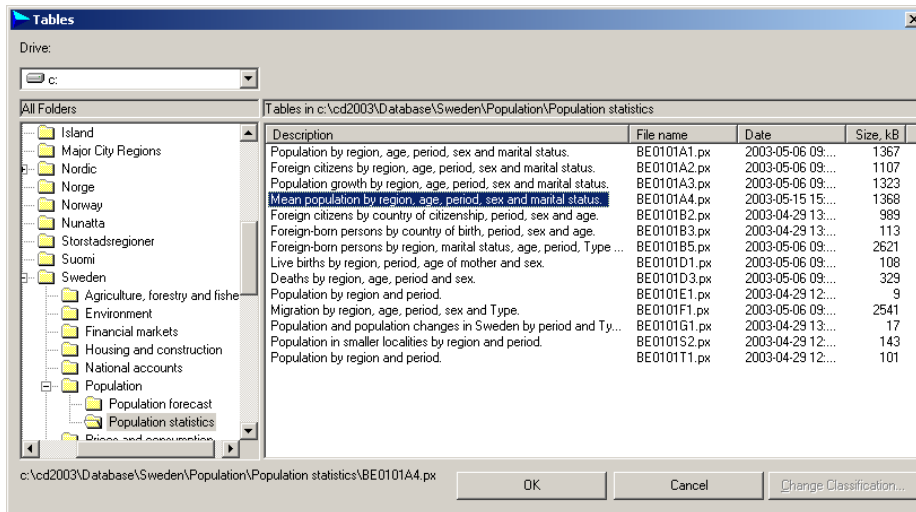 Tables
Drive:
c:
All Folders
Tables in c:\cd2003\Database\Sweden\Population\Population statistics
Island
Major City Regions
Nordic
Norge
Norway
Nunatta
Storstadsregioner
Suomi
Sweden
Agriculture, forestry and fishe
Environment
Financial markets
Housing and construction
National accounts
Population
Population forecast
Population statistics
Prices and consumption
Description File name Date Size, kB
Population by region, age, period, sex and marital status. BE0101A1.px 2003-05-06 09:... 1367
Foreign citizens by region, age, period, sex and marital status. BE0101A2.px 2003-05-06 09:... 1107
Population growth by region, age, period, sex and marital status. BE0101A3.px 2003-05-06 09:... 1323
Mean population by region, age, period, sex and marital status. BE0101A4.px 2003-05-15 15:... 1368
Foreign citizens by country of citizenship, period, sex and age. BE0101B2.px 2003-04-29 13:... 989
Foreign-born persons by country of birth, period, sex and age. BE0101B3.px 2003-04-29 13:... 113
Foreign-born persons by region, marital status, age, period, Type ... BE0101B5.px 2003-05-06 09:... 2621
Live births by region, period, age of mother and sex. BE0101D1.px 2003-05-06 09:... 108
Deaths by region, age, period and sex. BE0101D3.px 2003-05-06 09:... 329
Population by region and period. BE0101E1.px 2003-04-29 12:... 9
Migration by region, age, period, sex and Type. BE0101F1.px 2003-05-06 09:... 2541
Population and population changes in Sweden by period and Ty... BE0101G1.px 2003-04-29 13:... 17
Population in smaller localities by region and period. BE0101S2.px 2003-04-29 12:... 143
Population by region and period. BE0101T1.px 2003-04-29 12:... 101
c:\cd2003\Database\Sweden\Population\Population statistics\BE0101A4.px
OK
Cancel
Change Classification...